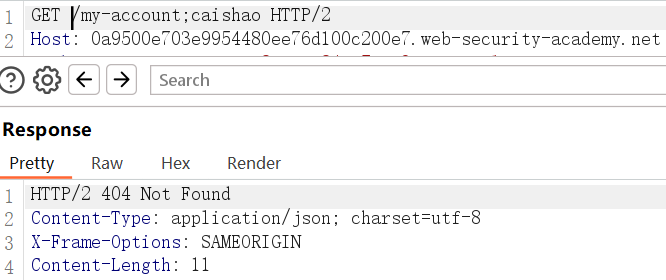 GET /my-account;caishao HTTP/2
Host: 0a9500e703e9954480ee76d100c200e7.web-security-academy.net
Search
Response
Pretty Raw Hex Render
1 HTTP/2 404 Not Found
2 Content-Type: application/json; charset=utf-8
3 X-Frame-Options: SAMEORIGIN
4 Content-Length: 11